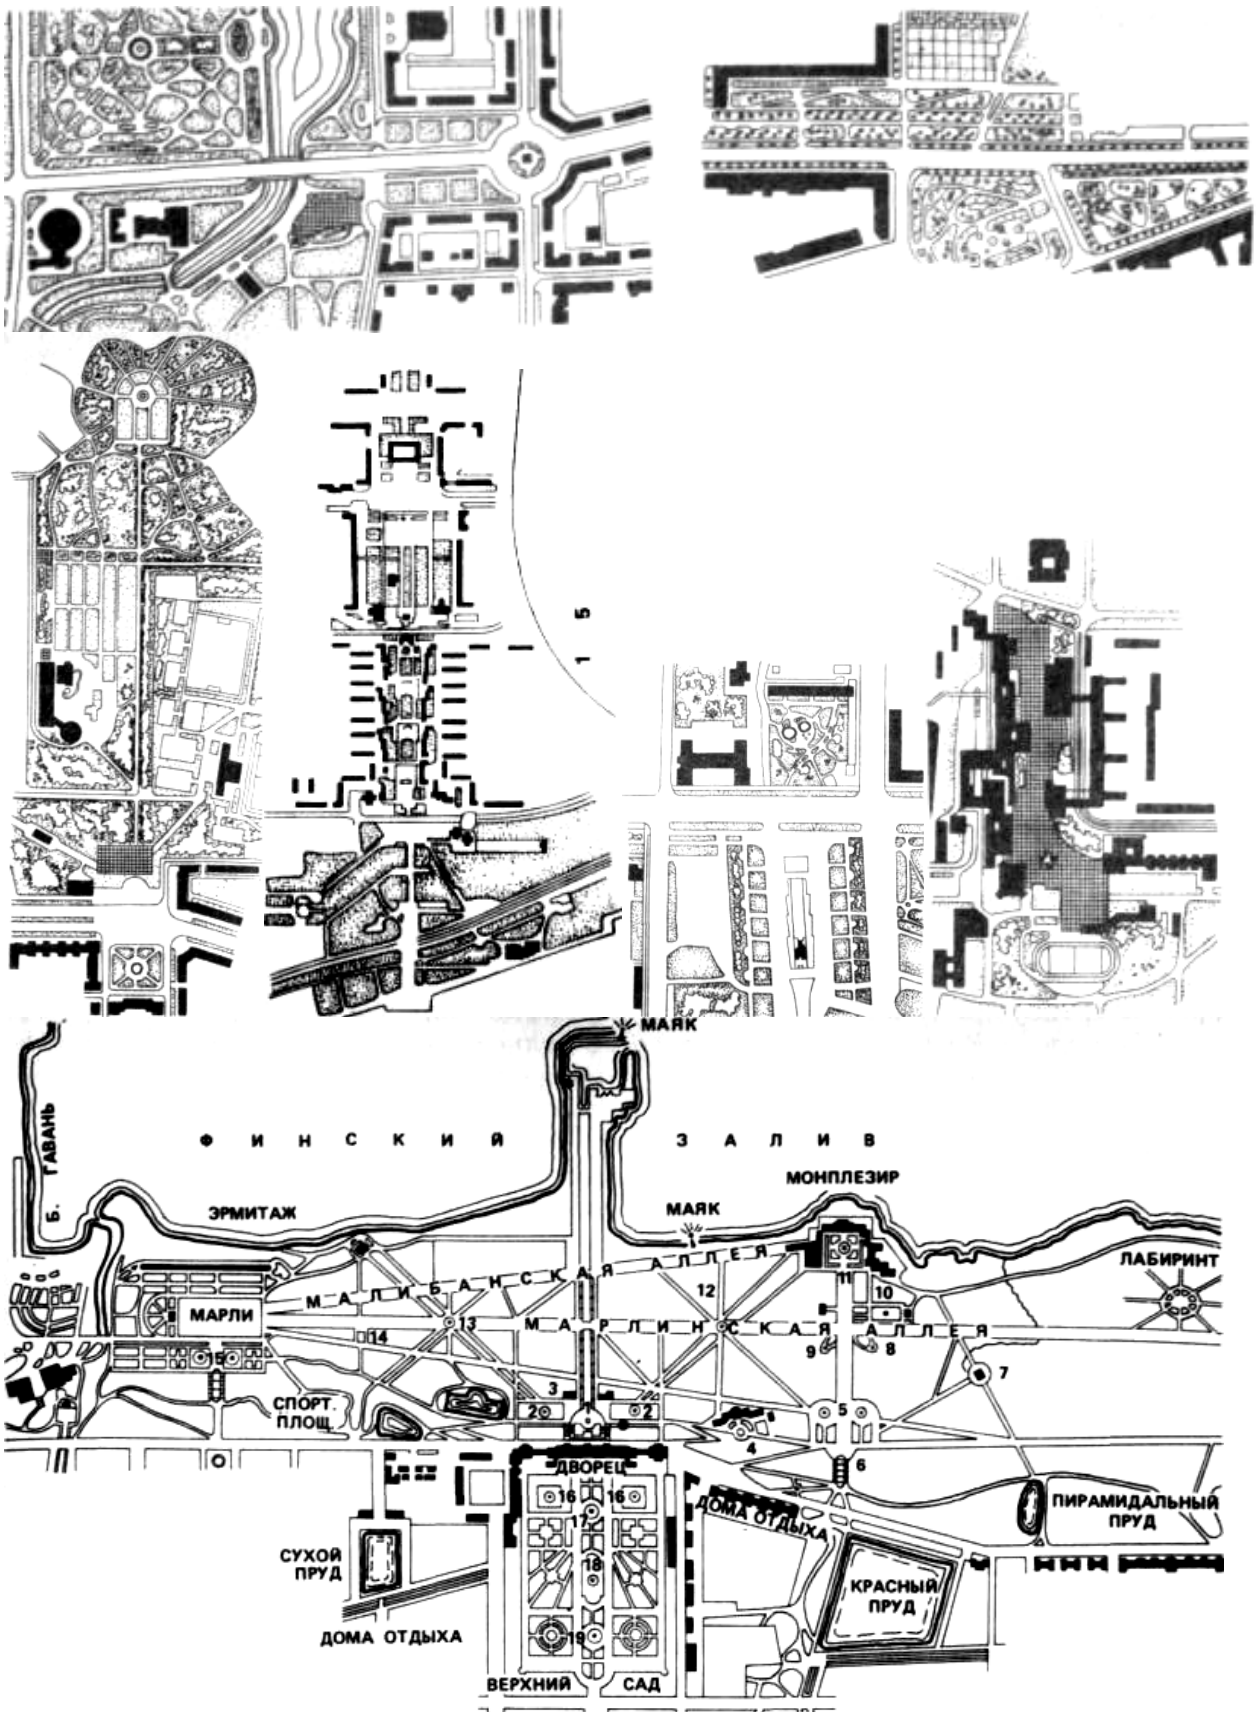 1 5
МАЯК
Б. ГАВАНЬ
ФИНСКИЙ ЗАЛИВ
МОНПЛЕЗИР
ЭРМИТАЖ
МАЯК
ЛАБИРИНТ
МАЛИБАНСКАЯ АЛЛЕЯ
11
12
10
МАРЛИ
13
МАРЛИНСКАЯ АЛЛЕЯ
14
9
8
15
7
3
СПОРТ.
ПЛОЩ.
2
2
5
4
6
ДВОРЕЦ
16
16
17
ДОМА ОТДЫХА
ПИРАМИДАЛЬНЫЙ
ПРУД
СУХОЙ
ПРУД
18
КРАСНЫЙ
ПРУД
ДОМА ОТДЫХА
19
ВЕРХНИЙ САД